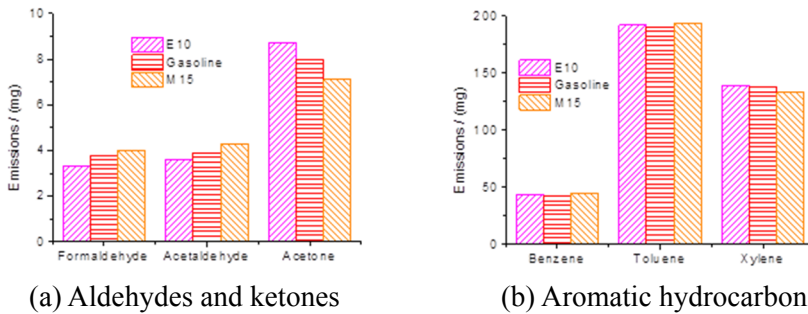 10
8
6
4
2
0
Emissions / (mg)
E10
Gasoline
M15
Formaldehyde Acetaldehyde Acetone
(a) Aldehydes and ketones
200
150
100
50
0
Emissions / (mg)
E10
Gasoline
M15
Benzene Toluene Xylene
(b) Aromatic hydrocarbon